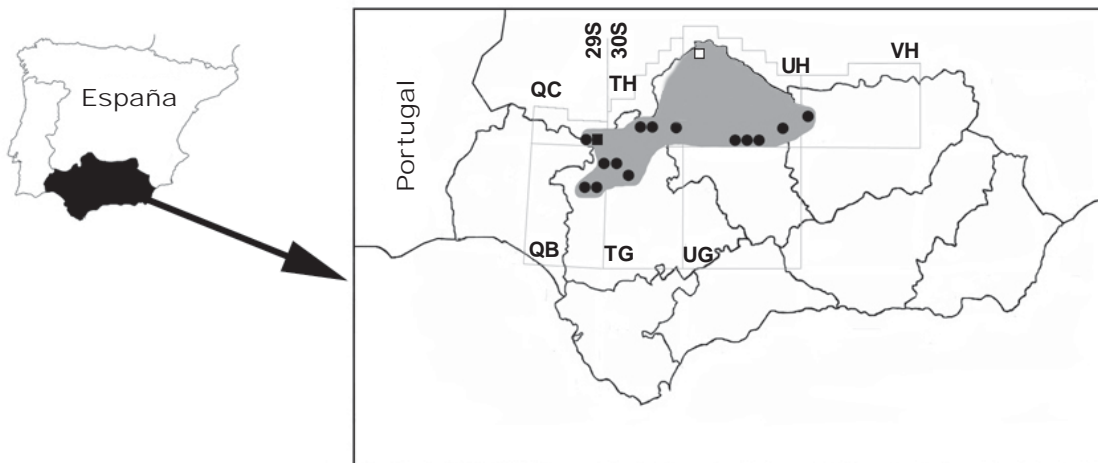 España
Portugal
29S
30S
QC
TH
UH
VH
QB
TG
UG